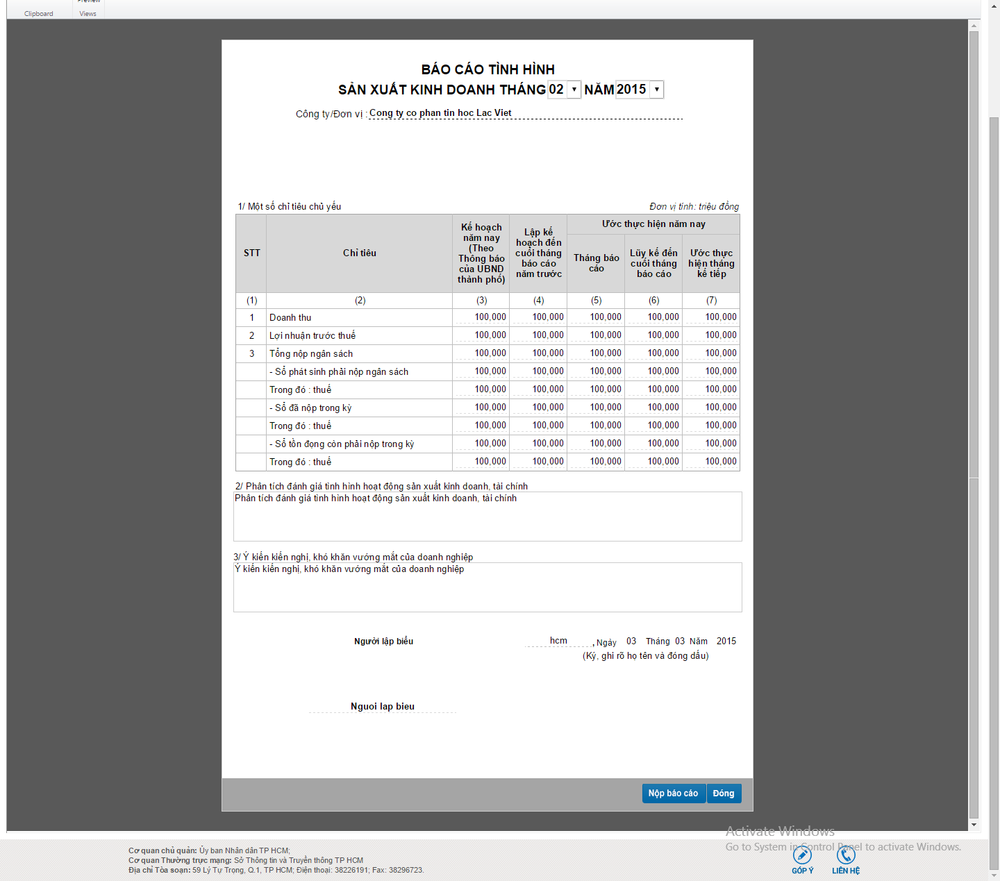 Preview
Clipboard
Views
BÁO CÁO TÌNH HÌNH
SẢN XUẤT KINH DOANH THÁNG 02 NĂM 2015
Công ty/Đơn vị : Cong ty co phan tin hoc Lac Viet
1/ Một số chỉ tiêu chủ yếu
Đơn vị tính: triệu đồng
STT
Chỉ tiêu
Kế hoạch
năm nay
(Theo
Thông báo
của UBND
thành phố)
Lập kế
hoạch đến
cuối tháng
báo cáo
năm trước
Ước thực hiện năm nay
Tháng báo
cáo
Lũy kế đến
cuối tháng
báo cáo
Ước thực
hiện tháng
kế tiếp
(1) (2) (3) (4) (5) (6) (7)
1 Doanh thu 100,000 100,000 100,000 100,000 100,000
2 Lợi nhuận trước thuế 100,000 100,000 100,000 100,000 100,000
3 Tổng nộp ngân sách 100,000 100,000 100,000 100,000 100,000
- Số phát sinh phải nộp ngân sách 100,000 100,000 100,000 100,000 100,000
Trong đó : thuế 100,000 100,000 100,000 100,000 100,000
- Số đã nộp trong kỳ 100,000 100,000 100,000 100,000 100,000
Trong đó : thuế 100,000 100,000 100,000 100,000 100,000
- Số tồn đọng còn phải nộp trong kỳ 100,000 100,000 100,000 100,000 100,000
Trong đó : thuế 100,000 100,000 100,000 100,000 100,000
2/ Phân tích đánh giá tình hình hoạt động sản xuất kinh doanh, tài chính
Phân tích đánh giá tình hình hoạt động sản xuất kinh doanh, tài chính
3/ Ý kiến kiến nghị, khó khăn vướng mắt của doanh nghiệp
Ý kiến kiến nghị, khó khăn vướng mắt của doanh nghiệp
Người lập biểu
hcm , Ngày 03 Tháng 03 Năm 2015
(Ký, ghi rõ họ tên và đóng dấu)
Nguoi lap bieu
Nộp báo cáo
Đóng
Activate Windows
Go to System in Control Panel to activate Windows.
Cơ quan chủ quản: Ủy ban Nhân dân TP HCM;
Cơ quan Thường trực mạng: Sở Thông tin và Truyền thông TP HCM
Địa chỉ Tòa soạn: 59 Lý Tự Trọng, Q.1, TP HCM; Điện thoại: 38226191; Fax: 38296723.
GÓP Ý
LIÊN HỆ